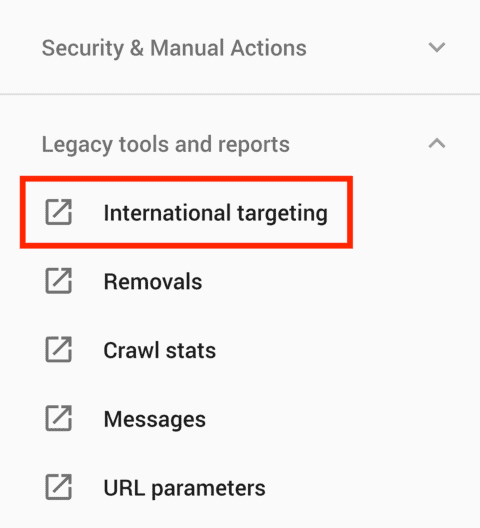 Security & Manual Actions
Legacy tools and reports
International targeting
Removals
Crawl stats
Messages
URL parameters